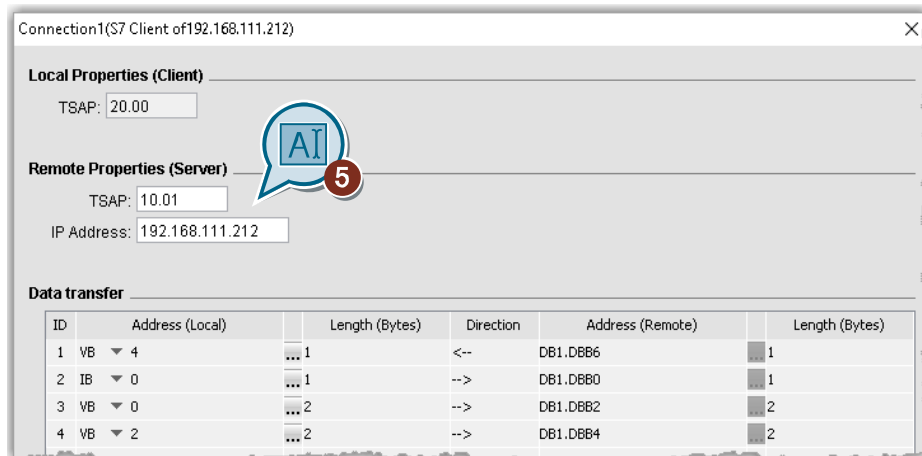 Connection1(S7 Client of192.168.111.212)
Local Properties (Client)
TSAP: 20.00
AI
Remote Properties (Server)
5
TSAP: 10.01
IP Address: 192.168.111.212
Data transfer
ID Address (Local) Length (Bytes) Direction Address (Remote) Length (Bytes)
1 VB 4 ... 1 <-- DB1.DBB6 ... 1
2 IB 0 ... 1 --> DB1.DBB0 ... 1
3 VB 0 ... 2 --> DB1.DBB2 ... 2
4 VB 2 ... 2 --> DB1.DBB4 ... 2